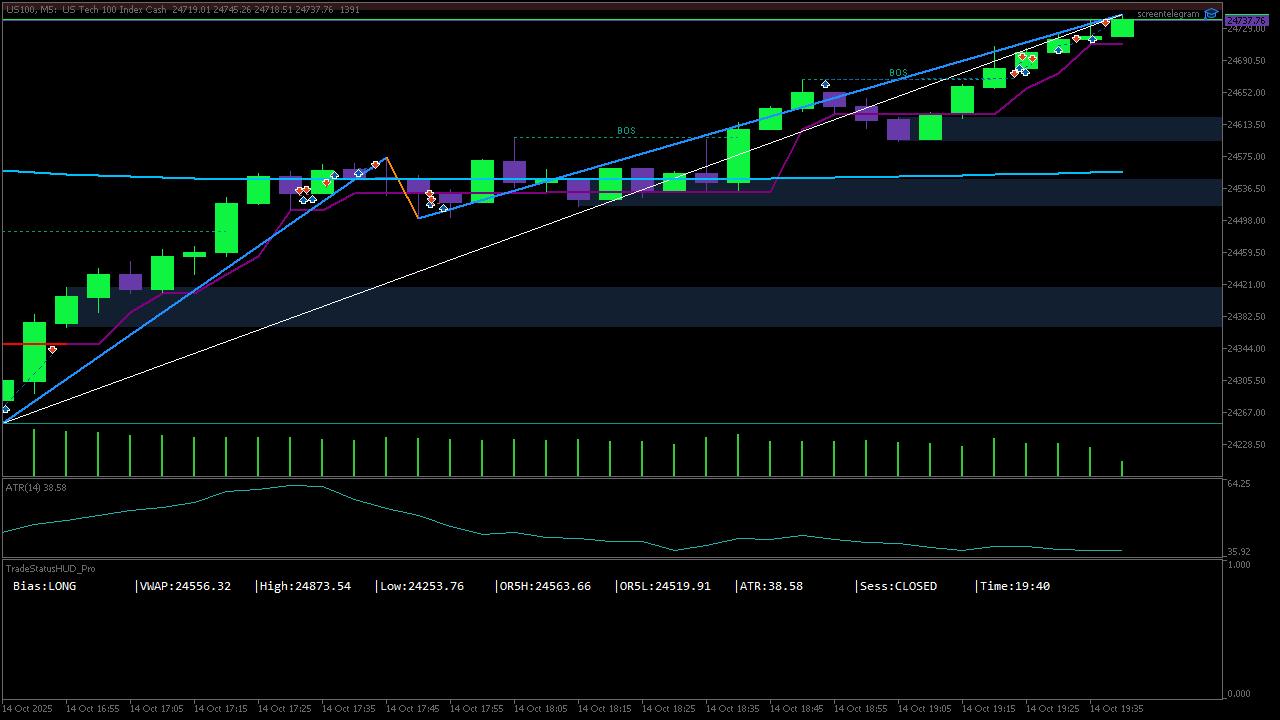 US100, M5:  US Tech 100 Index Cash  24719.01 24745.26 24718.51 24737.76  1391
screentelegram
24737.76
24729.00
24690.50
24652.00
24613.50
24575.00
24536.50
24498.00
24459.50
24421.00
24382.50
24344.00
24305.50
24267.00
24228.50
BOS
BOS
ATR(14) 38.58
64.25
35.92
TradeStatusHUD_Pro
1.000
Bias:LONG |VWAP:24556.32 |High:24873.54 |Low:24253.76 |OR5H:24563.66 |OR5L:24519.91 |ATR:38.58 |Sess:CLOSED |Time:19:40
0.000
14 Oct 2025 14 Oct 16:55 14 Oct 17:05 14 Oct 17:15 14 Oct 17:25 14 Oct 17:35 14 Oct 17:45 14 Oct 17:55 14 Oct 18:05 14 Oct 18:15 14 Oct 18:25 14 Oct 18:35 14 Oct 18:45 14 Oct 18:55 14 Oct 19:05 14 Oct 19:15 14 Oct 19:25 14 Oct 19:35